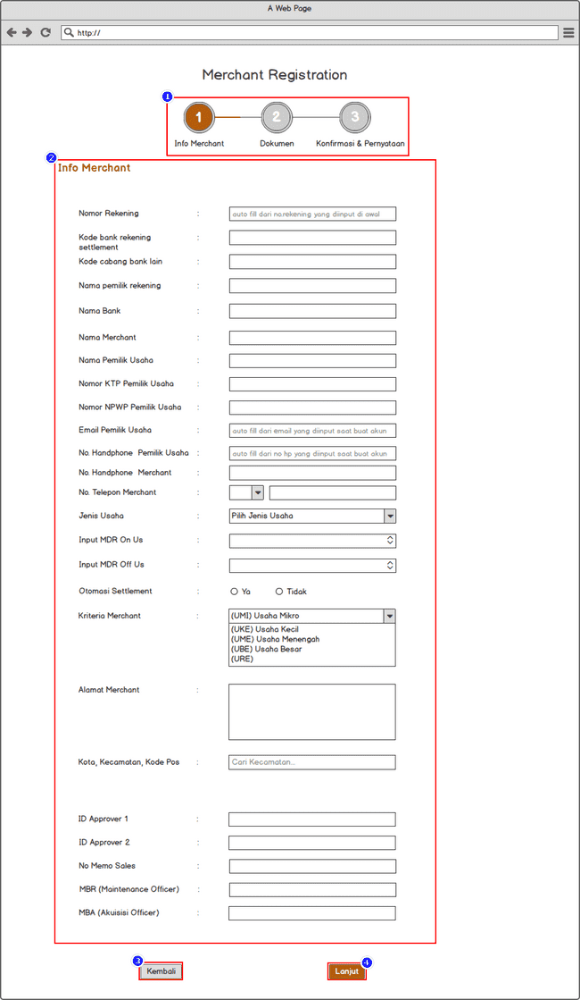 A Web Page
http://
Merchant Registration
1
1 2 3
Info Merchant Dokumen Konfirmasi & Pernyataan
2
Info Merchant
Nomor Rekening : auto fill dari no.rekening yang diinput di awal
Kode bank rekening settlement :
Kode cabang bank lain :
Nama pemilik rekening :
Nama Bank :
Nama Merchant :
Nama Pemilik Usaha :
Nomor KTP Pemilik Usaha :
Nomor NPWP Pemilik Usaha :
Email Pemilik Usaha : auto fill dari email yang diinput saat buat akun
No. Handphone Pemilik Usaha : auto fill dari no hp yang diinput saat buat akun
No. Handphone Merchant :
No. Telepon Merchant :
Jenis Usaha : Pilih Jenis Usaha
Input MDR On Us :
Input MDR Off Us :
Otomasi Settlement : Ya Tidak
Kriteria Merchant : (UMI) Usaha Mikro
(UKE) Usaha Kecil
(UME) Usaha Menengah
(UBE) Usaha Besar
(URE)
Alamat Merchant :
Kota, Kecamatan, Kode Pos : Cari Kecamatan...
ID Approver 1 :
ID Approver 2 :
No Memo Sales :
MBR (Maintenance Officer) :
MBA (Akuisisi Officer) :
3 4
Kembali Lanjut